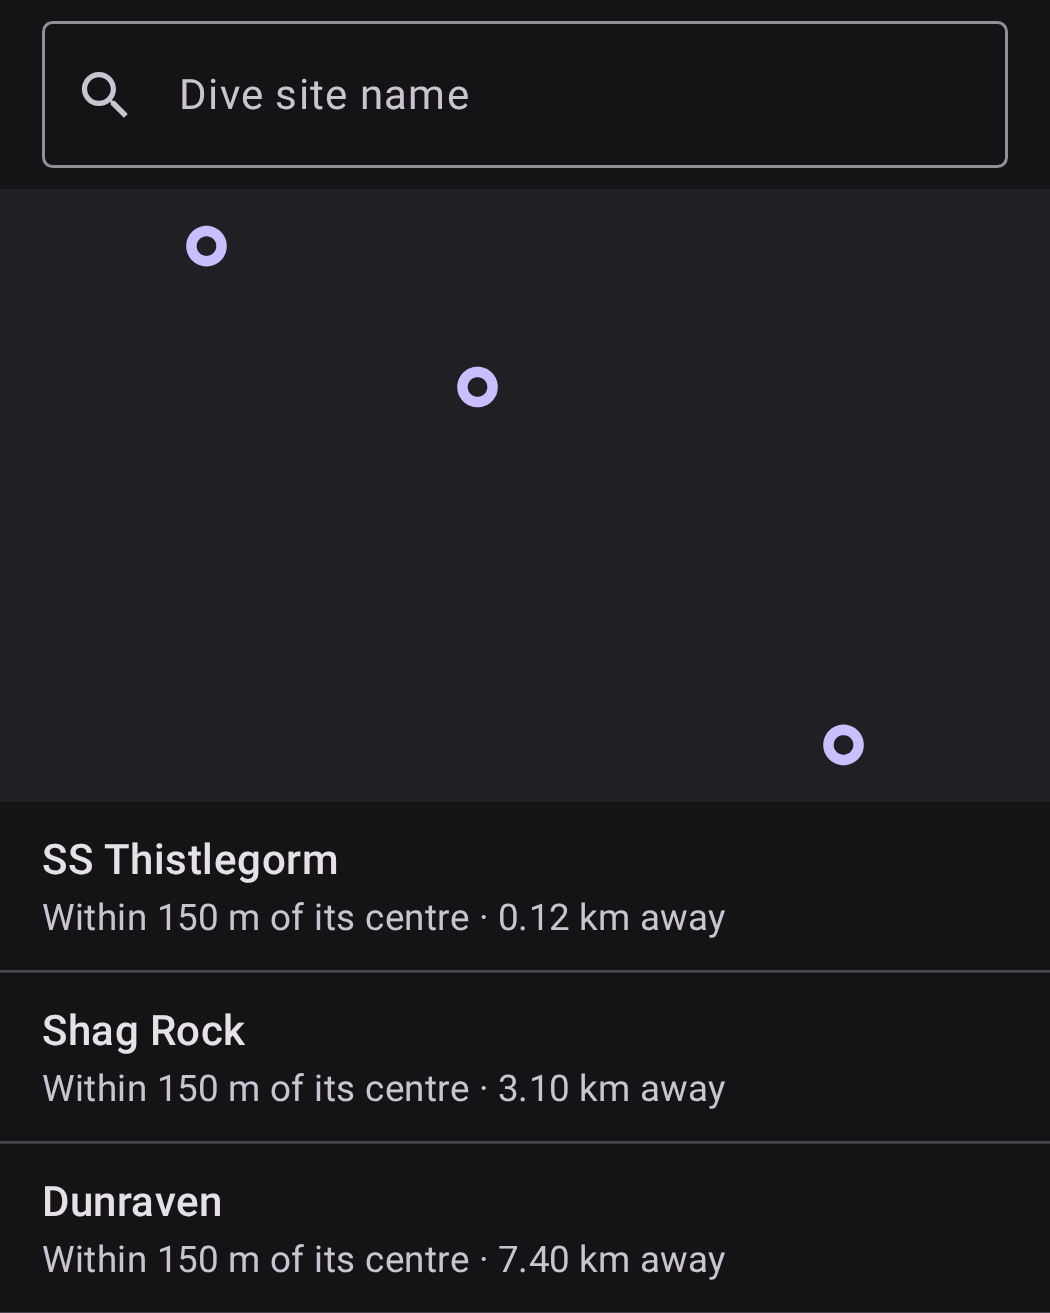 Dive site name
SS Thistlegorm
Within 150 m of its centre · 0.12 km away
Shag Rock
Within 150 m of its centre · 3.10 km away
Dunraven
Within 150 m of its centre · 7.40 km away